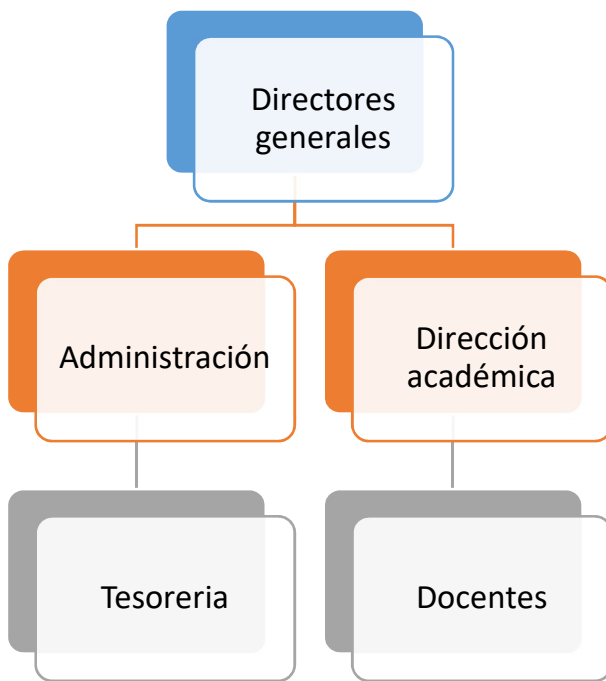 Directores
generales
Administración
Dirección
académica
Tesoreria
Docentes